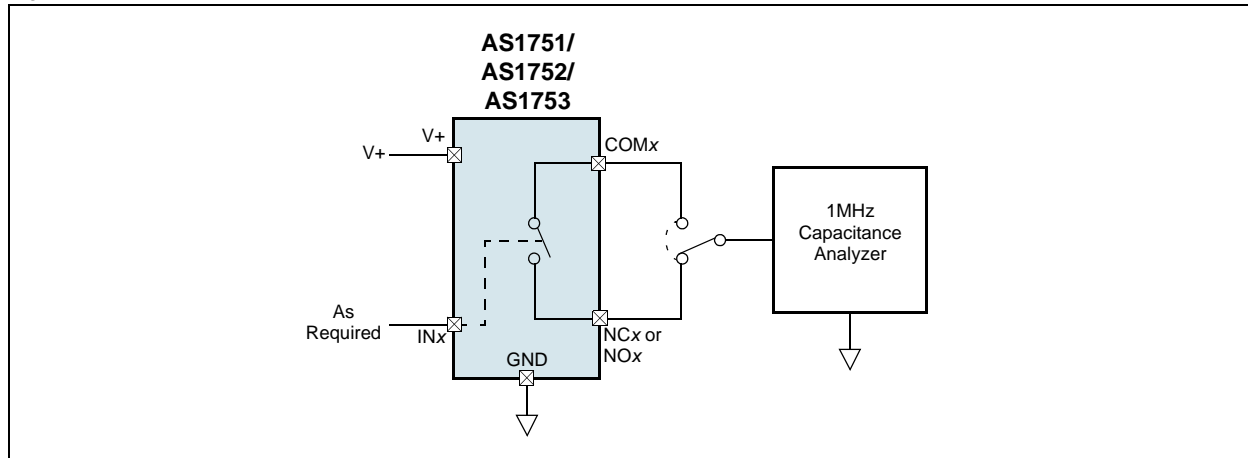 AS1751/
AS1752/
AS1753
V+
V+
COMx
1MHz
Capacitance
Analyzer
As
Required
INx
NCx or
NOx
GND